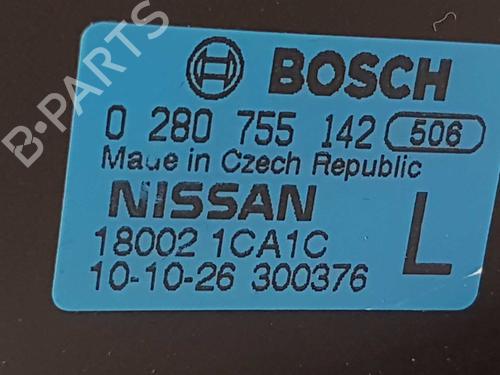 B-PARTS
BOSCH
0 280 755 142 506
Made in Czech Republic
NISSAN
18002 1CA1C
10-10-26 300376
L